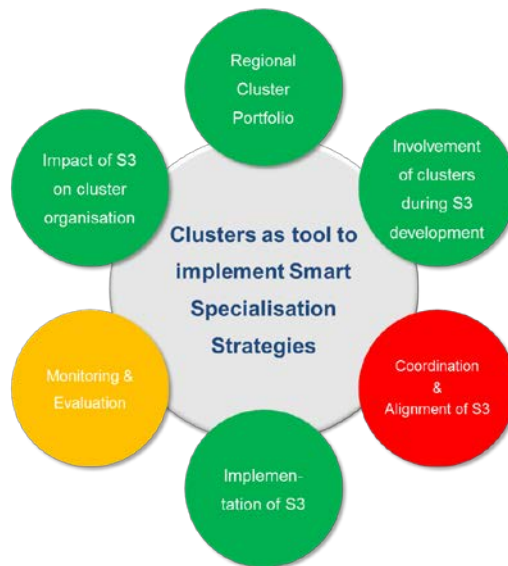 Regional
Cluster
Portfolio
Impact of S3
on cluster
organisation
Involvement
of clusters
during S3
development
Clusters as tool to
implement Smart
Specialisation
Strategies
Monitoring &
Evaluation
Coordination
&
Alignment of S3
Implemen-
tation of S3